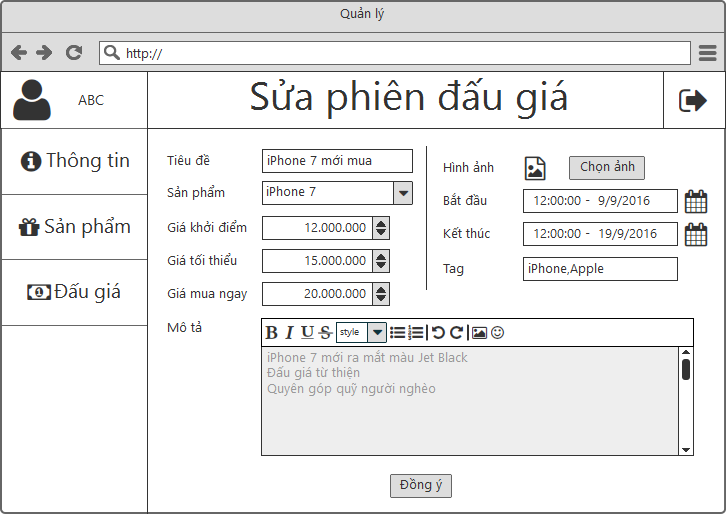 Quản lý
http://
ABC
Sửa phiên đấu giá
Thông tin
Sản phẩm
Đấu giá
Tiêu đề
iPhone 7 mới mua
Sản phẩm
iPhone 7
Giá khởi điểm
12.000.000
Giá tối thiểu
15.000.000
Giá mua ngay
20.000.000
Hình ảnh
Chọn ảnh
Bắt đầu
12:00:00 - 9/9/2016
Kết thúc
12:00:00 - 19/9/2016
Tag
iPhone,Apple
Mô tả
B I U S style
iPhone 7 mới ra mắt màu Jet Black
Đấu giá từ thiện
Quyên góp quỹ người nghèo
Đồng ý